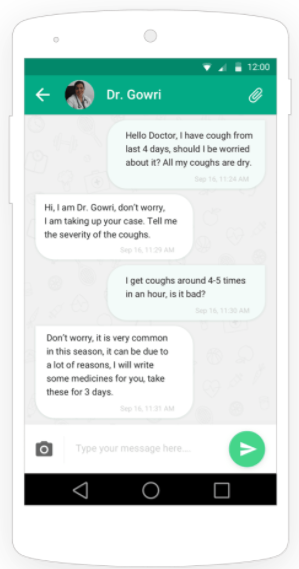 12:00
Dr. Gowri
Hello Doctor, I have cough from
last 4 days, should I be worried
about it? All my coughs are dry.
Sep 16, 11:24 AM
Hi, I am Dr. Gowri, don't worry,
I am taking up your case. Tell me
the severity of the coughs.
Sep 16, 11:29 AM
I get coughs around 4-5 times
in an hour, is it bad?
Sep 16, 11:30 AM
Don't worry, it is very common
in this season, it can be due to
a lot of reasons, I will write
some medicines for you, take
these for 3 days.
Sep 16, 11:31 AM
Type your message here...